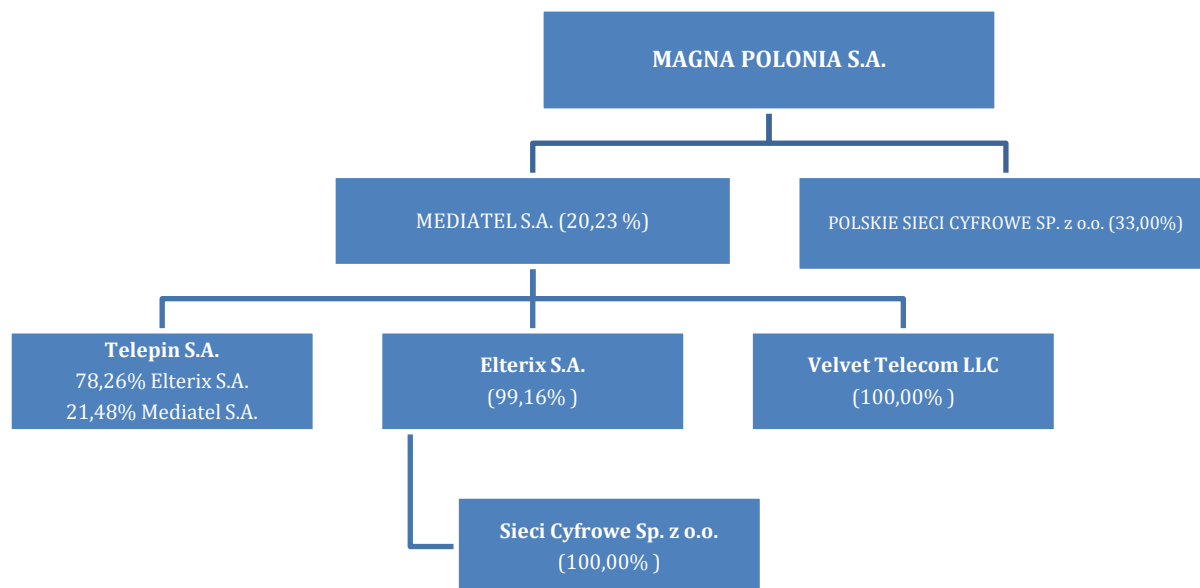 MAGNA POLONIA S.A.
MEDIATEL S.A. (20,23 %)
POLSKIE SIECI CYFROWE SP. z o.o. (33,00%)
Telepin S.A.
78,26% Elterix S.A.
21,48% Mediatel S.A.
Elterix S.A.
(99,16% )
Velvet Telecom LLC
(100,00% )
Sieci Cyfrowe Sp. z o.o.
(100,00% )